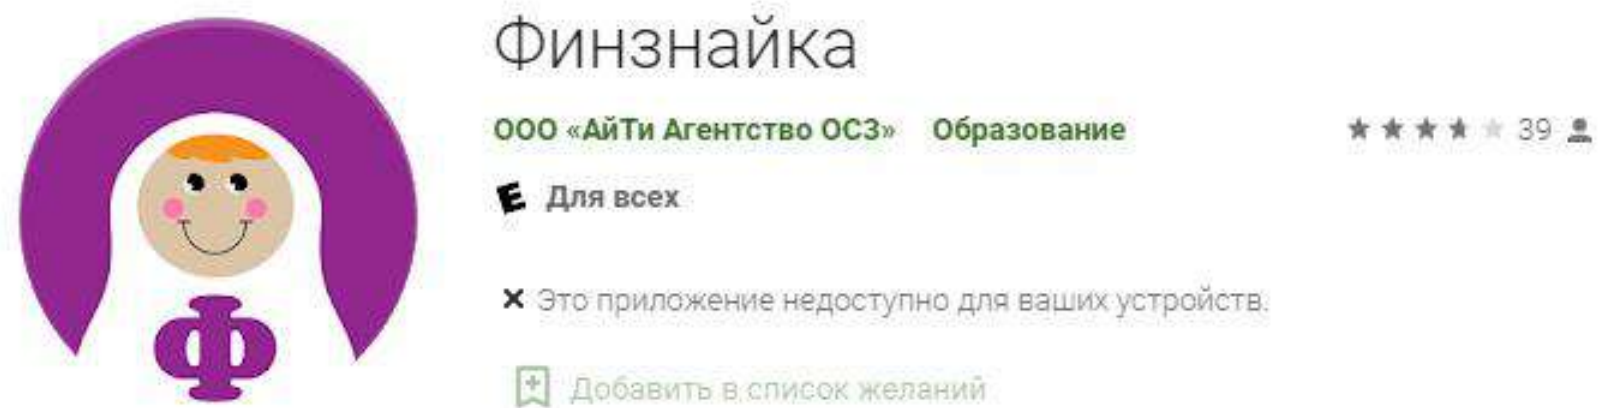 Финзнайка
ООО «АйТи Агентство ОСЗ» Образование 39
E Для всех
Это приложение недоступно для ваших устройств.
Добавить в список желаний
Ф